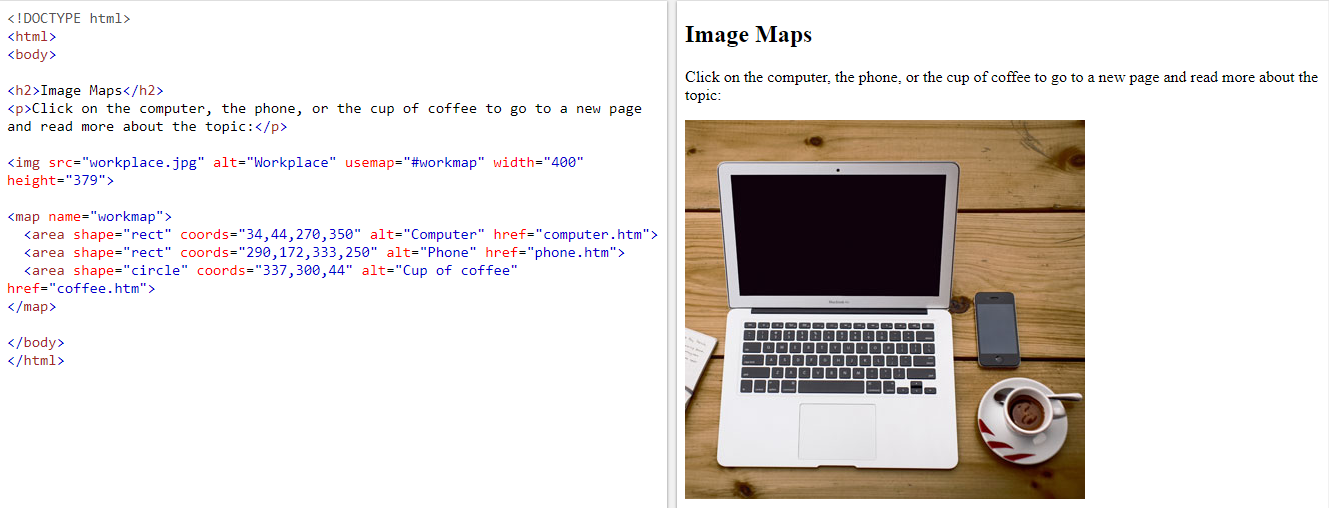 <!DOCTYPE html>
<html>
<body>
<h2>Image Maps</h2>
<p>Click on the computer, the phone, or the cup of coffee to go to a new page
and read more about the topic:</p>
<img src="workplace.jpg" alt="Workplace" usemap="#workmap" width="400"
height="379">
<map name="workmap">
  <area shape="rect" coords="34,44,270,350" alt="Computer" href="computer.htm">
  <area shape="rect" coords="290,172,333,250" alt="Phone" href="phone.htm">
  <area shape="circle" coords="337,300,44" alt="Cup of coffee"
href="coffee.htm">
</map>
</body>
</html>
Image Maps
Click on the computer, the phone, or the cup of coffee to go to a new page and read more about the
topic: